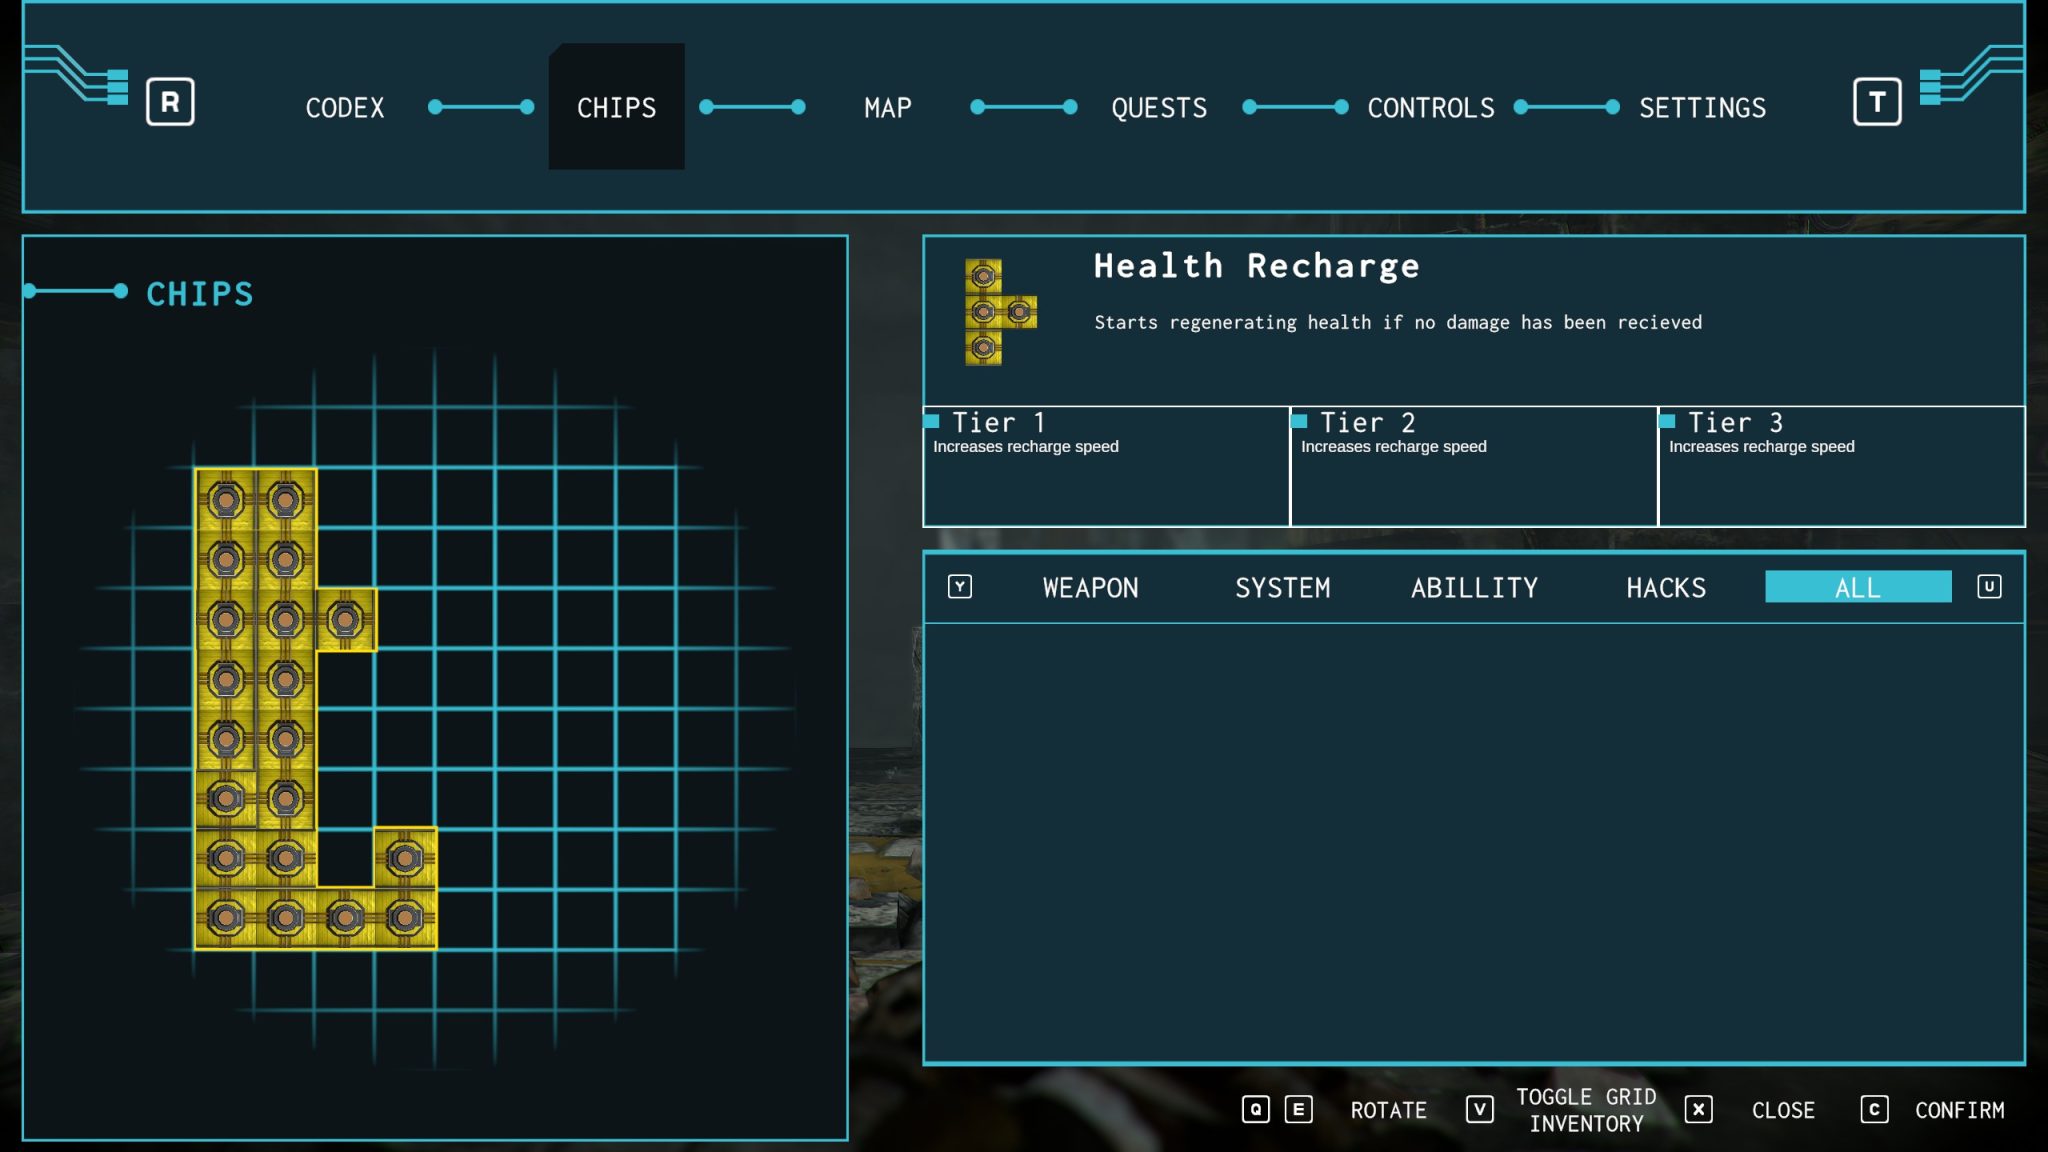 R CODEX CHIPS MAP QUESTS CONTROLS SETTINGS T
CHIPS
Health Recharge
Starts regenerating health if no damage has been recieved
Tier 1
Increases recharge speed
Tier 2
Increases recharge speed
Tier 3
Increases recharge speed
Y WEAPON SYSTEM ABILLITY HACKS ALL U
Q E ROTATE V TOGGLE GRID
INVENTORY X CLOSE C CONFIRM